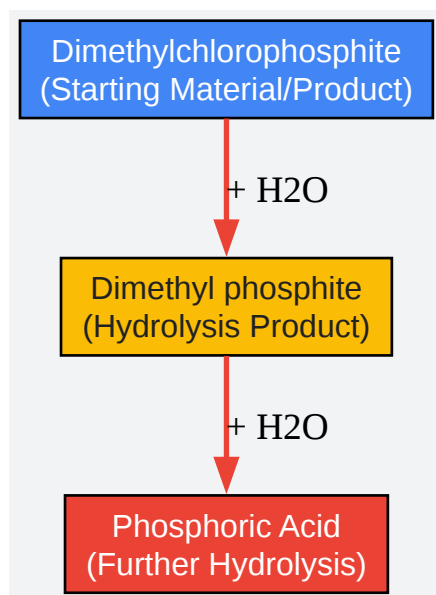 Dimethylchlorophosphite
(Starting Material/Product)
+ H2O
Dimethyl phosphite
(Hydrolysis Product)
+ H2O
Phosphoric Acid
(Further Hydrolysis)